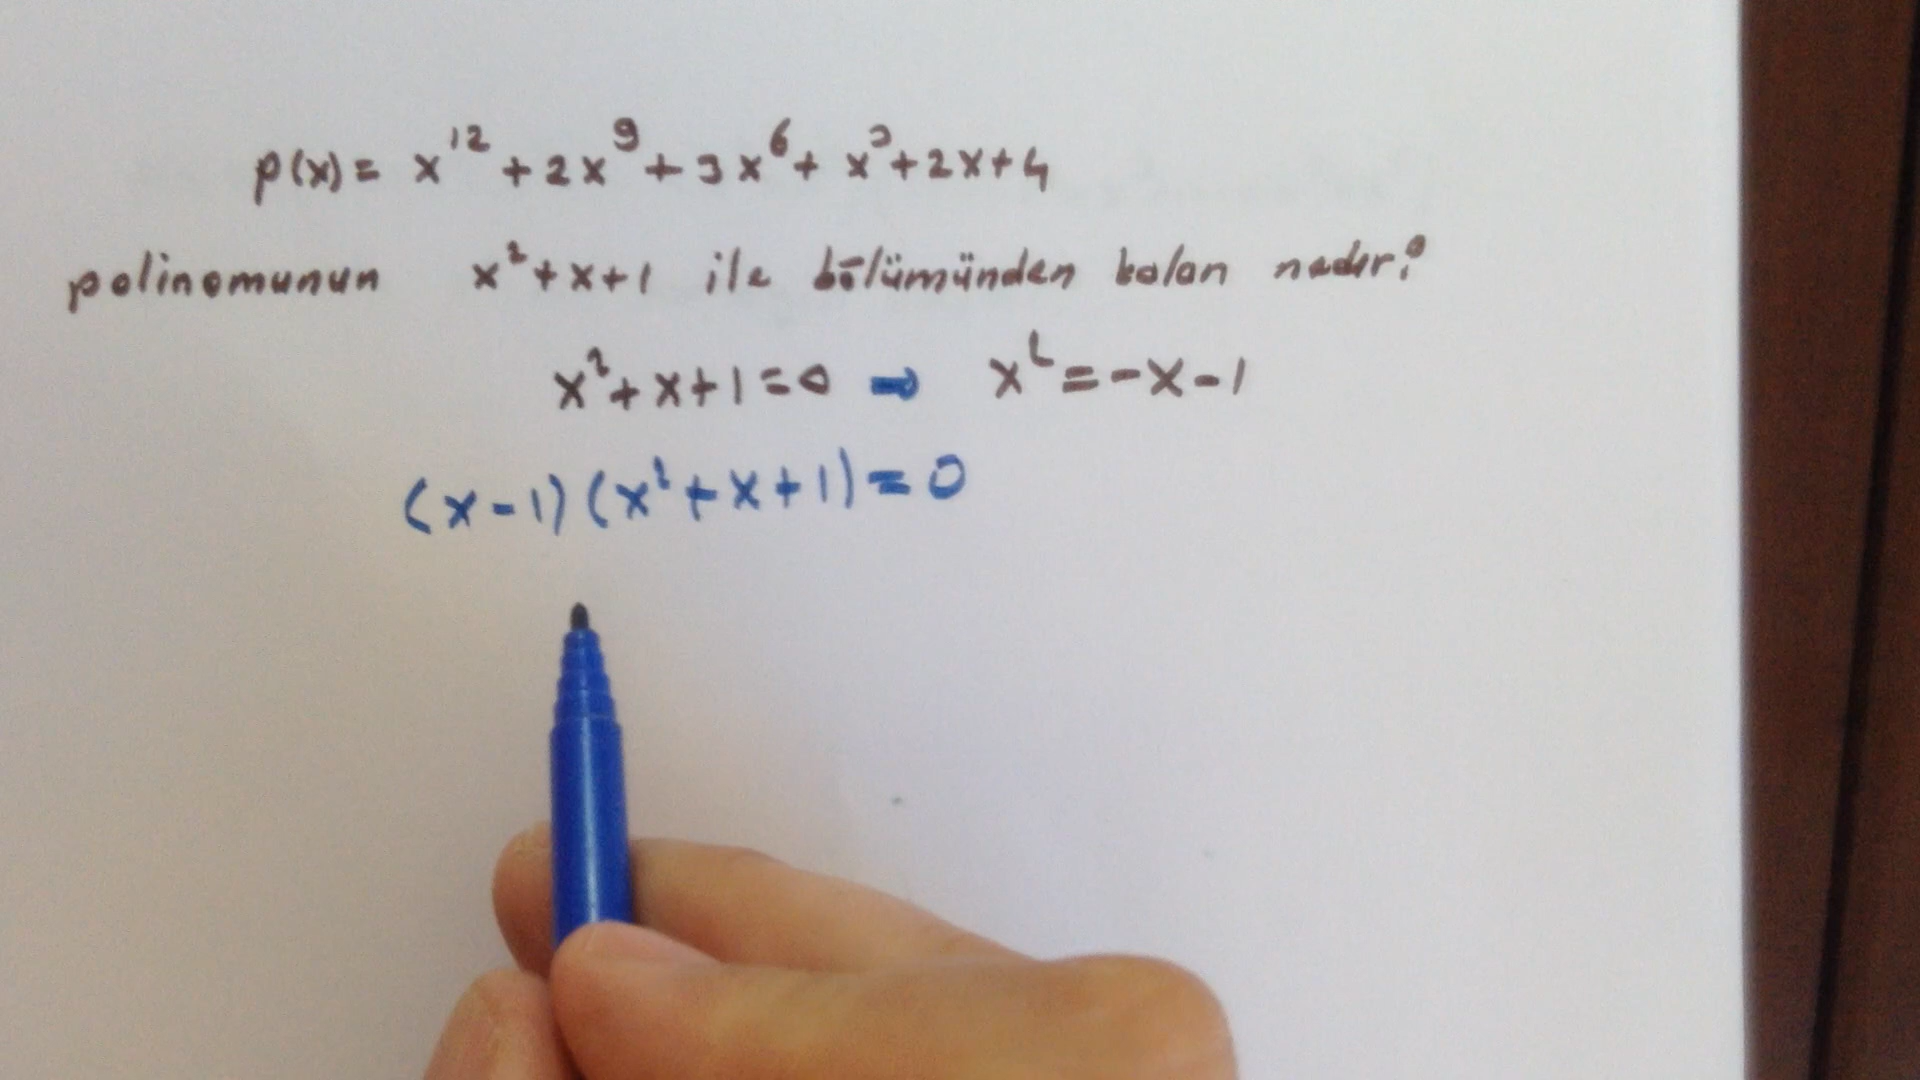 p(x) = x¹² + 2x⁹ + 3x⁶ + x³ + 2x + 4
polinomunun x² + x + 1 ile bölümünden kalan nedir?
x² + x + 1 = 0 ⇒ x² = -x - 1
(x - 1) (x² + x + 1) = 0